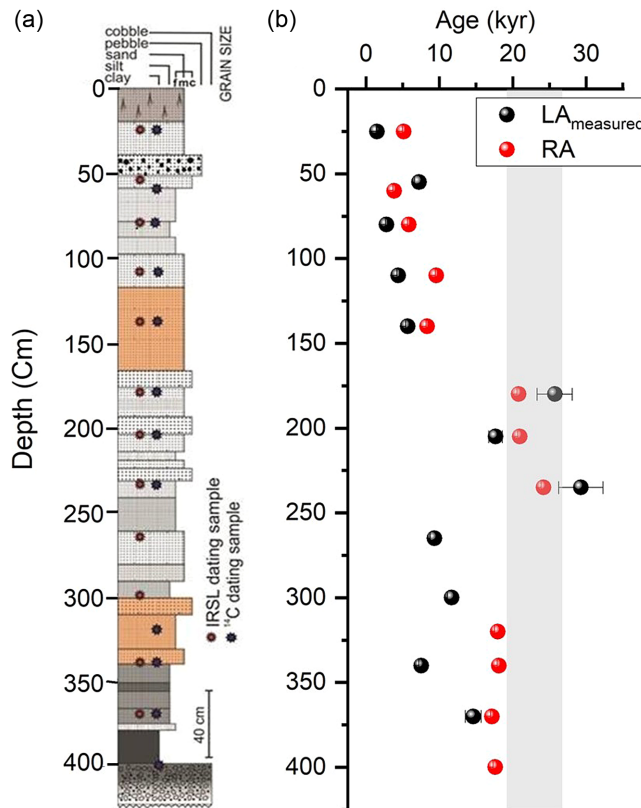 (a)
cobble
pebble
sand
silt
clay
f m c
GRAIN SIZE
0
50
100
150
200
250
300
350
400
Depth (Cm)
IRSL dating sample
¹⁴C dating sample
40 cm
(b)
Age (kyr)
0 10 20 30
LAmeasured
RA
0
50
100
150
200
250
300
350
400